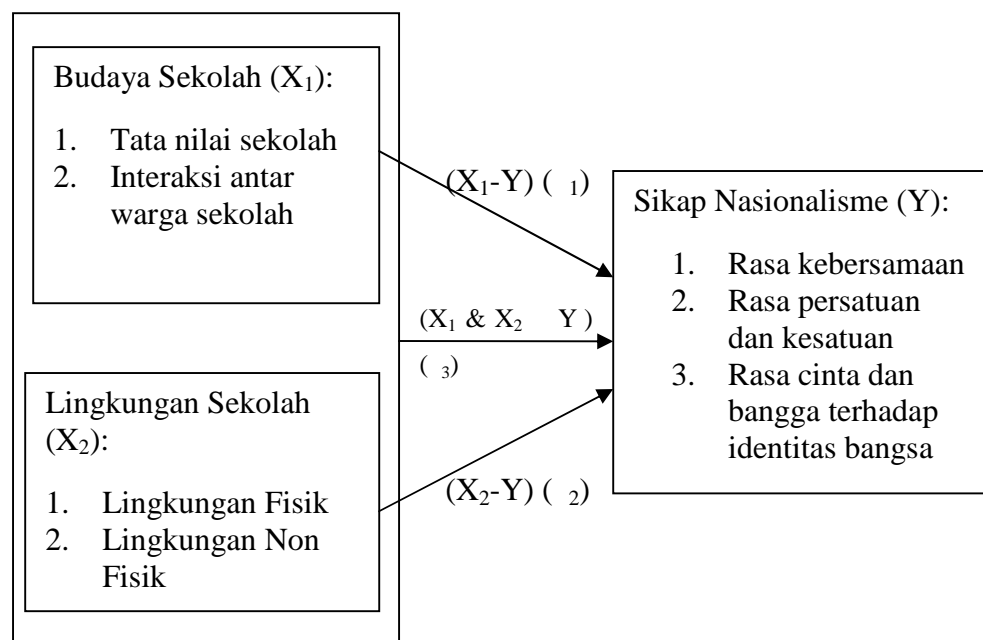 Budaya Sekolah (X₁):
1. Tata nilai sekolah
2. Interaksi antar
warga sekolah
(X₁-Y) ( ₁)
(X₁ & X₂ Y )
( ₃)
Lingkungan Sekolah
(X₂):
1. Lingkungan Fisik
2. Lingkungan Non
Fisik
(X₂-Y) ( ₂)
Sikap Nasionalisme (Y):
1. Rasa kebersamaan
2. Rasa persatuan
dan kesatuan
3. Rasa cinta dan
bangga terhadap
identitas bangsa